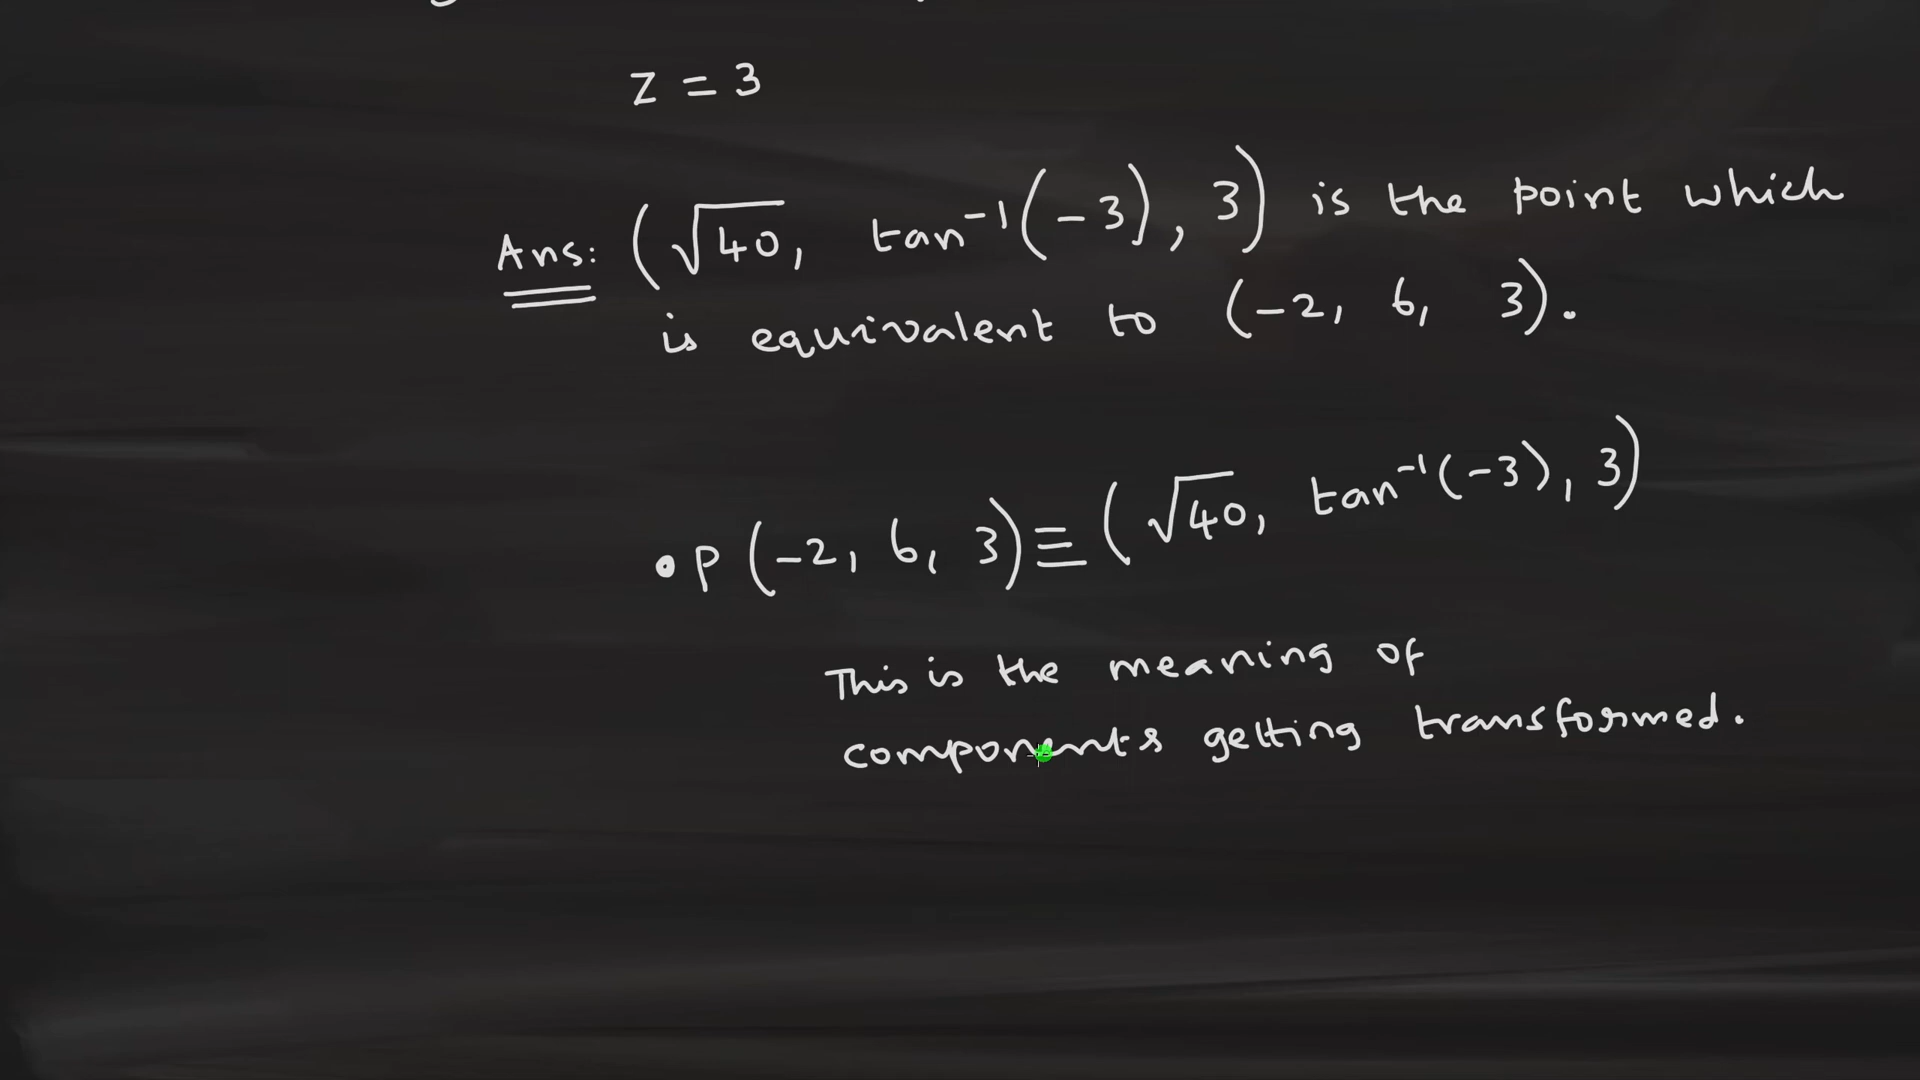 z = 3
Ans: (√40, tan⁻¹(-3), 3) is the point which
is equivalent to (-2, 6, 3).
• P (-2, 6, 3) ≡ (√40, tan⁻¹(-3), 3)
This is the meaning of
components getting transformed.